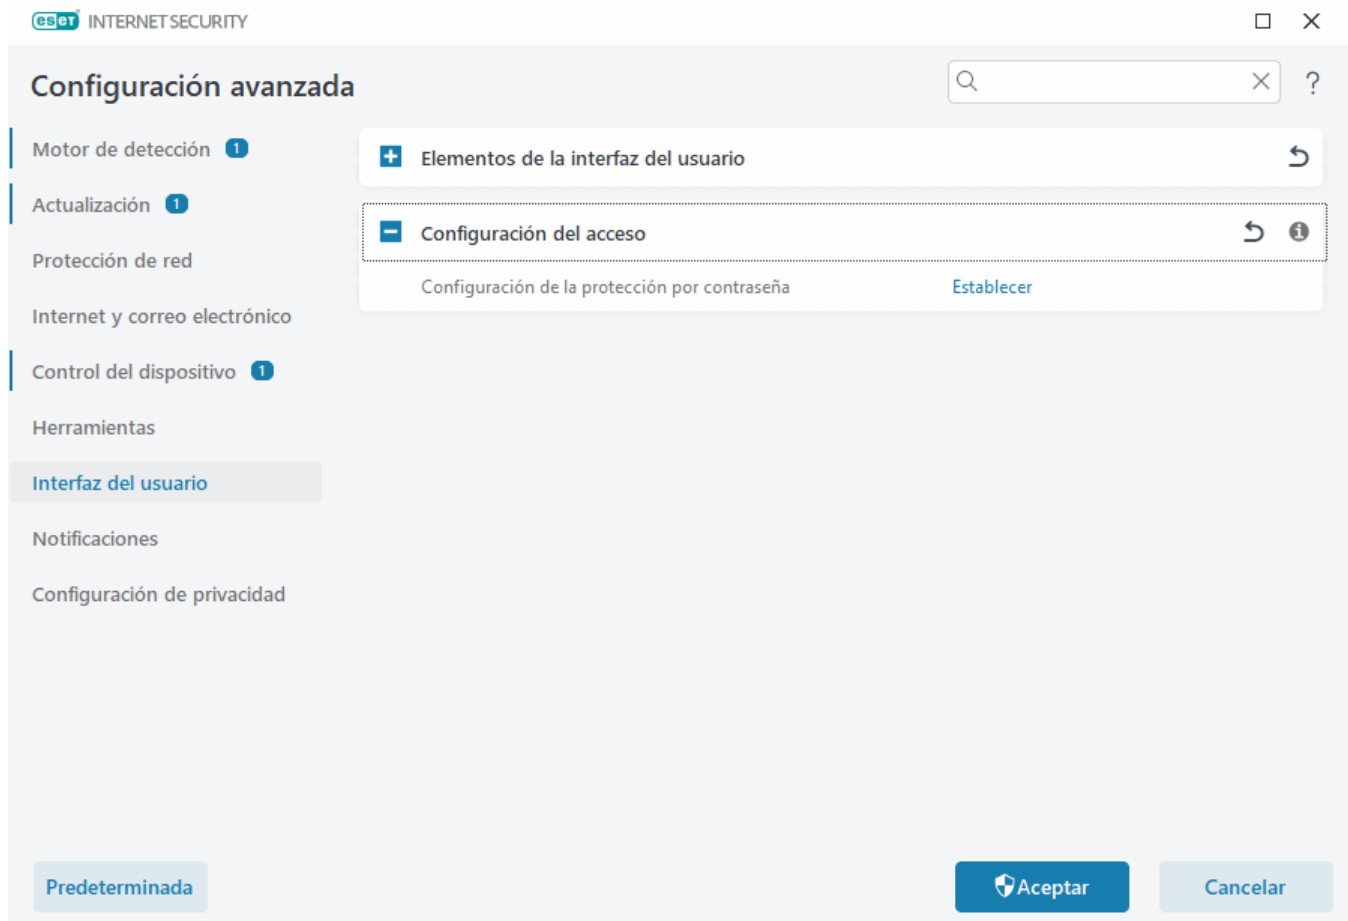 eset INTERNET SECURITY
Configuración avanzada
?
Motor de detección 1
Actualización 1
Protección de red
Internet y correo electrónico
Control del dispositivo 1
Herramientas
Interfaz del usuario
Notificaciones
Configuración de privacidad
Elementos de la interfaz del usuario
Configuración del acceso
Configuración de la protección por contraseña Establecer
Predeterminada
Aceptar
Cancelar